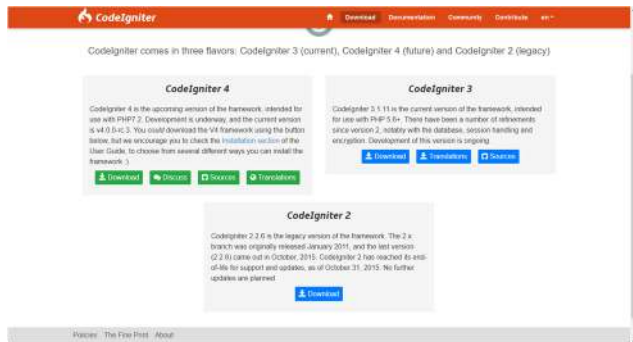 CodeIgniter
Download Documentation Community Contribute en
CodeIgniter comes in three flavors: CodeIgniter 3 (current), CodeIgniter 4 (future) and CodeIgniter 2 (legacy)
CodeIgniter 4
CodeIgniter 4 is the upcoming version of the framework, intended for
use with PHP7.2. Development is underway, and the current version
is v4.0.0-rc.3. You could download the V4 framework using the button
below, but we encourage you to check the Installation section of the
User Guide, to choose from several different ways you can install the
framework :)
Download Discuss Sources Translations
CodeIgniter 3
CodeIgniter 3.1.11 is the current version of the framework, intended
for use with PHP 5.6+. There have been a number of refinements
since version 2, notably with the database, session handling and
encryption. Development of this version is ongoing.
Download Translations Sources
CodeIgniter 2
CodeIgniter 2.2.6 is the legacy version of the framework. The 2.x
branch was originally released January 2011, and the last version
(2.2.6) came out in October, 2015. CodeIgniter 2 has reached its end-
of-life for support and updates, as of October 31, 2015. No further
updates are planned.
Download
Policies The Fine Print About